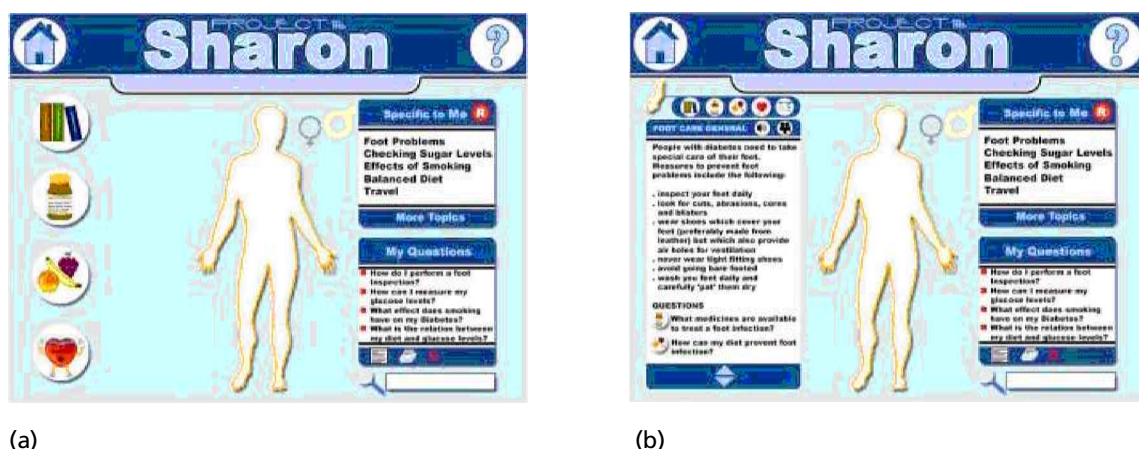 PROJECT
Sharon
Specific to Me R
Foot Problems
Checking Sugar Levels
Effects of Smoking
Balanced Diet
Travel
More Topics
My Questions
How do I perform a foot
inspection?
How can I measure my
glucose levels?
What effect does smoking
have on my Diabetes?
What is the relation between
my diet and glucose levels?
(a)
PROJECT
Sharon
FOOT CARE GENERAL
People with diabetes need to take
special care of their feet.
Measures to prevent foot
problems include the following:
. inspect your feet daily
. look for cuts, abrasions, corns
and blisters
. wear shoes which cover your
feet (preferably made from
leather) but which also provide
air holes for ventilation
. never wear tight fitting shoes
. avoid going bare footed
. wash you feet daily and
carefully 'pat' them dry
QUESTIONS
What medicines are available
to treat a foot infection?
How can my diet prevent foot
infection?
Specific to Me R
Foot Problems
Checking Sugar Levels
Effects of Smoking
Balanced Diet
Travel
More Topics
My Questions
How do I perform a foot
inspection?
How can I measure my
glucose levels?
What effect does smoking
have on my Diabetes?
What is the relation between
my diet and glucose levels?
(b)